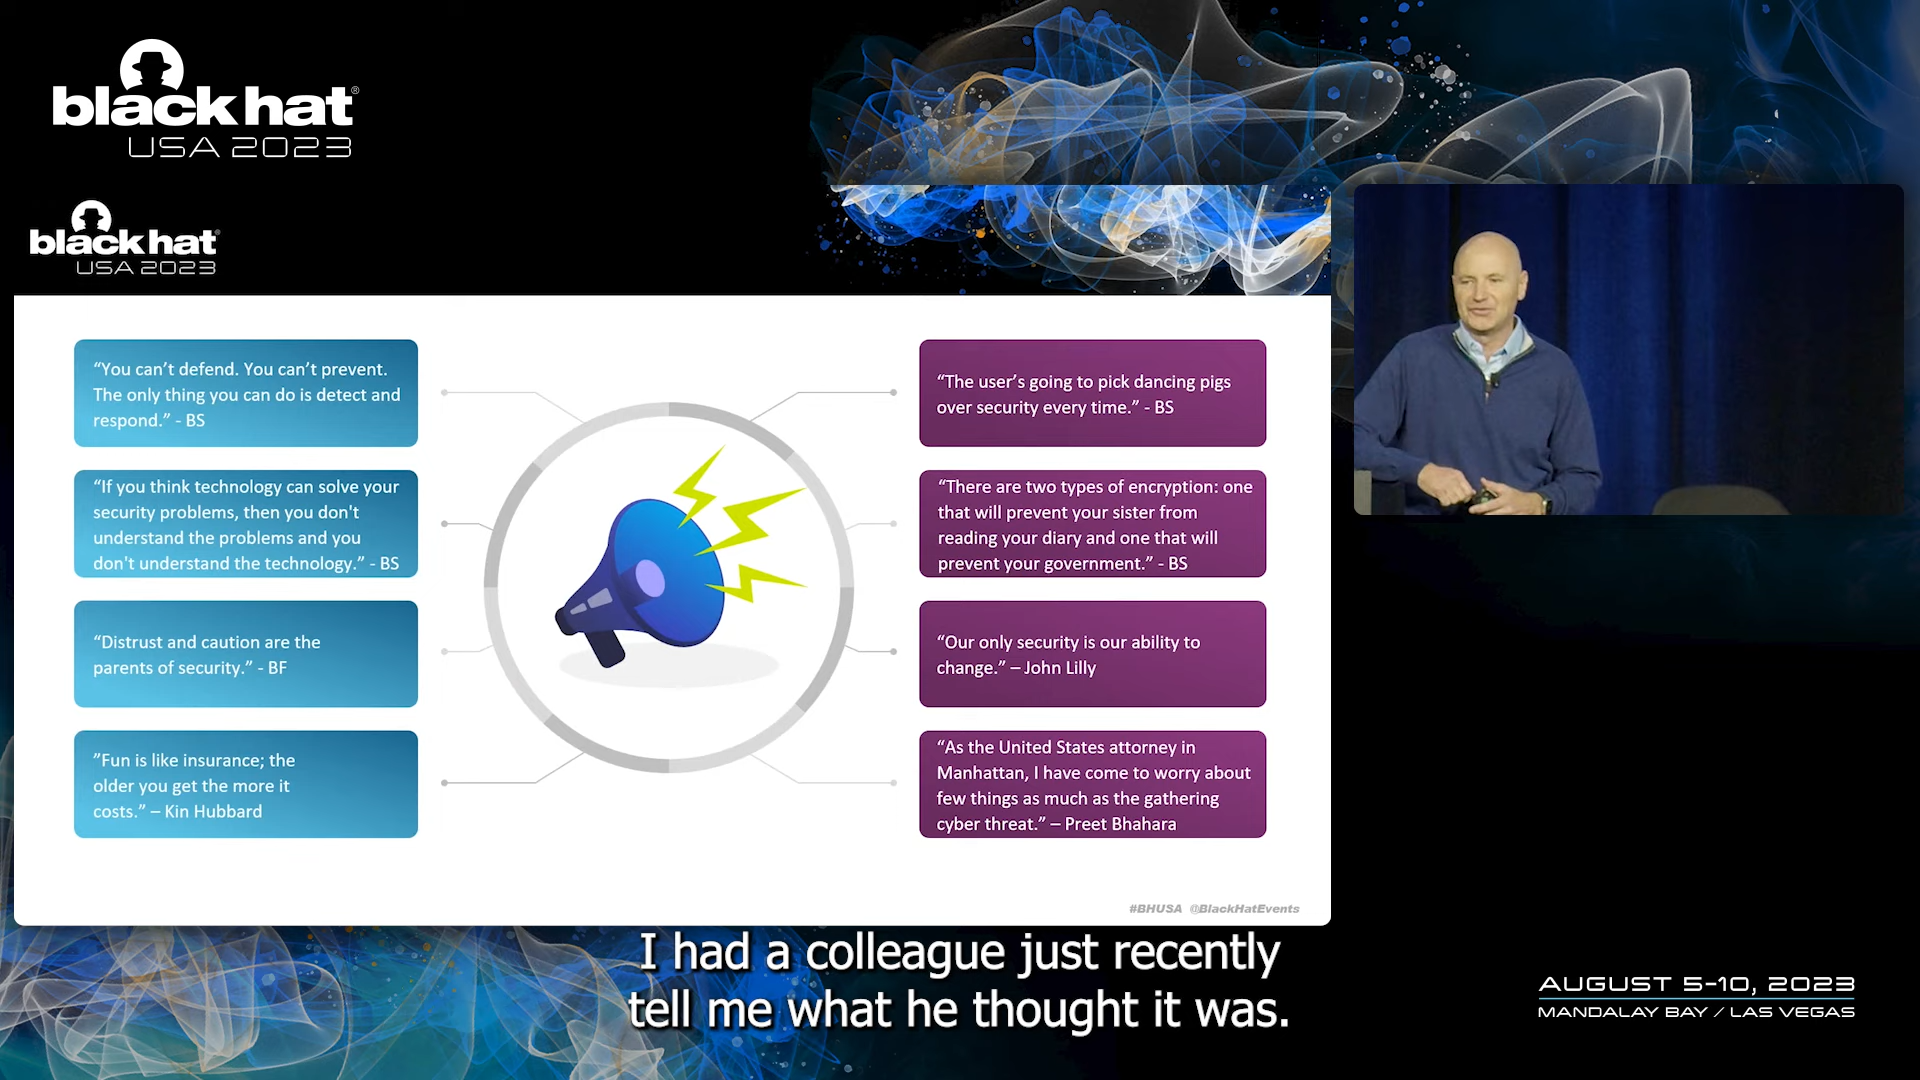 black hat®
USA 2023
black hat®
USA 2023
“You can’t defend. You can’t prevent.
The only thing you can do is detect and
respond.” - BS
“If you think technology can solve your
security problems, then you don't
understand the problems and you
don't understand the technology.” - BS
“Distrust and caution are the
parents of security.” - BF
”Fun is like insurance; the
older you get the more it
costs.” – Kin Hubbard
“The user’s going to pick dancing pigs
over security every time.” - BS
“There are two types of encryption: one
that will prevent your sister from
reading your diary and one that will
prevent your government.” - BS
“Our only security is our ability to
change.” – John Lilly
“As the United States attorney in
Manhattan, I have come to worry about
few things as much as the gathering
cyber threat.” – Preet Bhahara
#BHUSA @BlackHatEvents
I had a colleague just recently
tell me what he thought it was.
AUGUST 5-10, 2023
MANDALAY BAY / LAS VEGAS